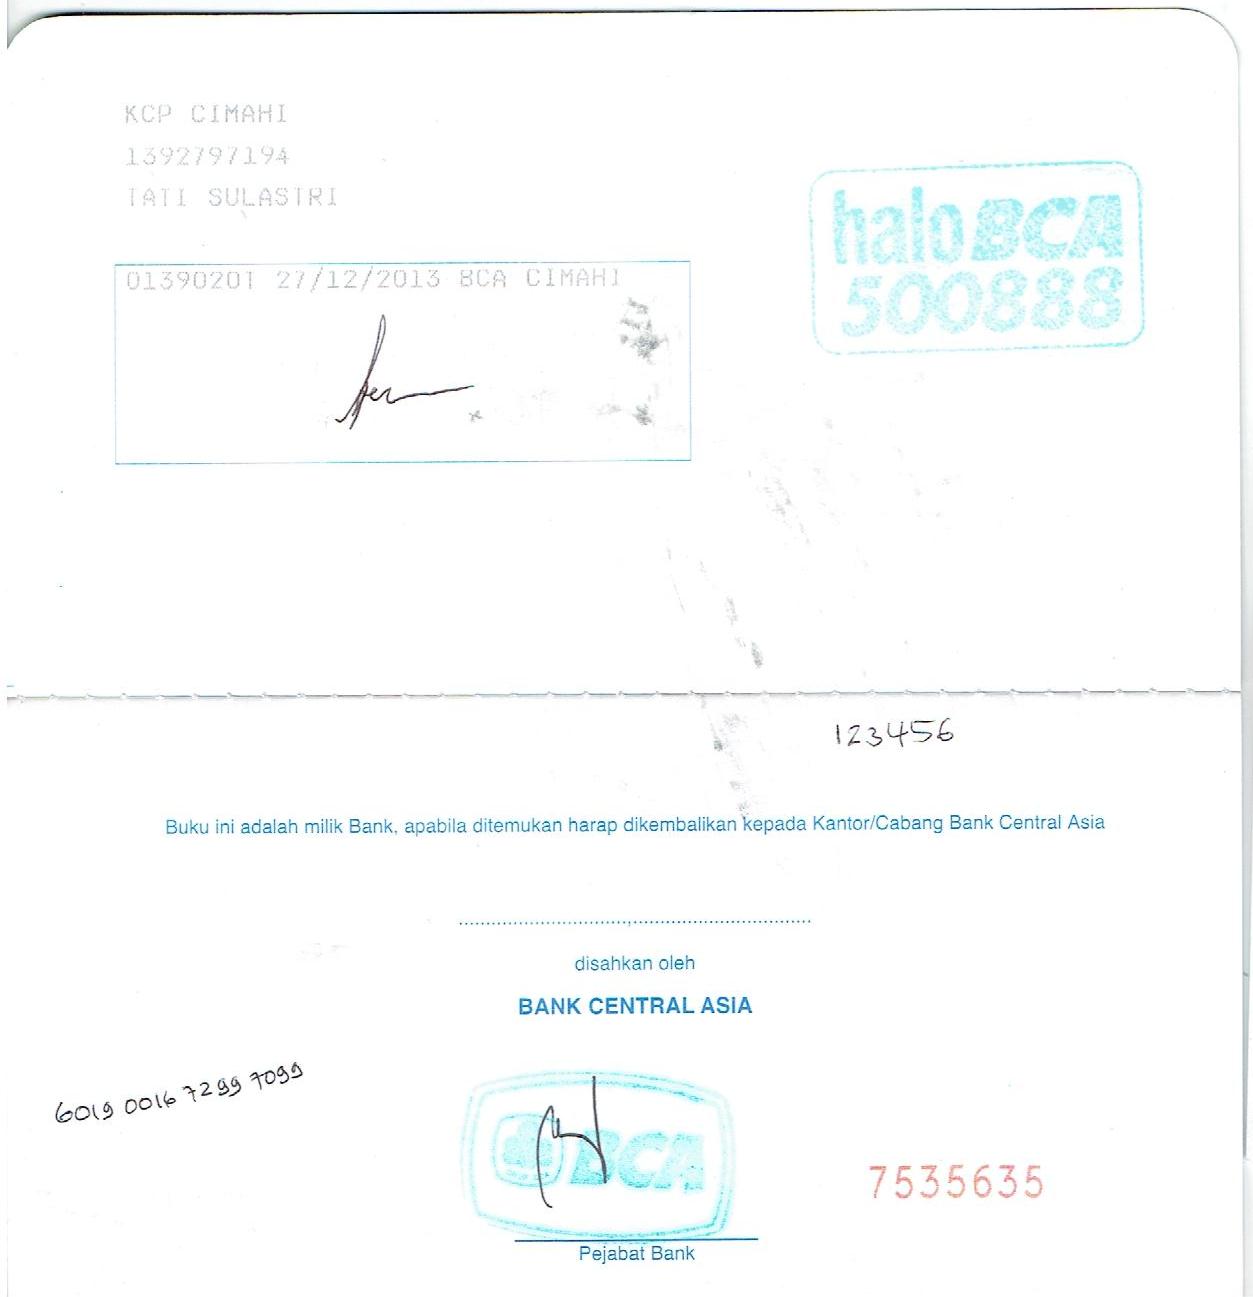 KCP CIMAHI
1392797194
TATI SULASTRI
haloBCA
500888
01390201 27/12/2013 BCA CIMAHI
123456
Buku ini adalah milik Bank, apabila ditemukan harap dikembalikan kepada Kantor/Cabang Bank Central Asia
disahkan oleh
BANK CENTRAL ASIA
6019 0016 7299 7099
BCA
7535635
Pejabat Bank